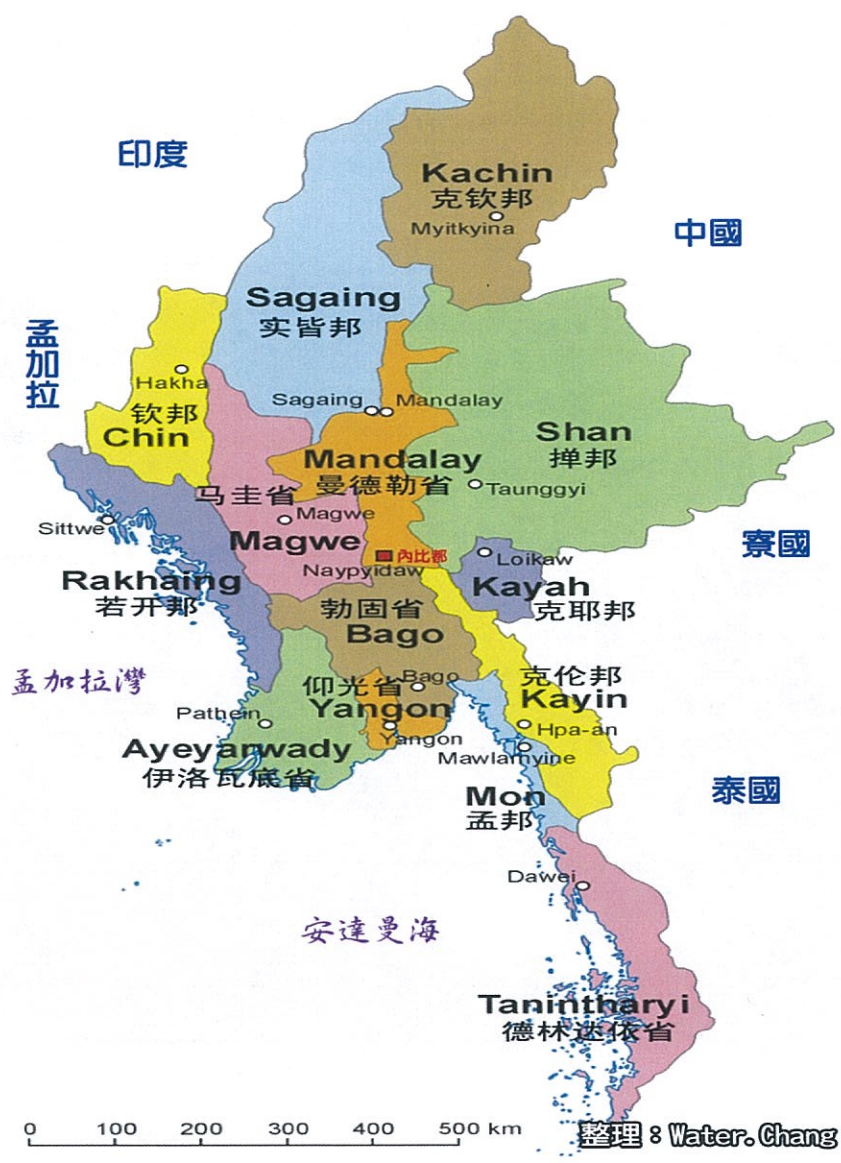 印度
Kachin
克钦邦
Myitkyina
中國
Sagaing
实皆邦
孟加拉
Hakha
钦邦
Chin
Sagaing
Mandalay
Shan
掸邦
Mandalay
曼德勒省
Taunggyi
马圭省
Magwe
Magwe
Sittwe
內比都
Naypyidaw
Loikaw
寮國
Rakhaing
若开邦
Kayah
克耶邦
勃固省
Bago
孟加拉灣
仰光省
Bago
克伦邦
Kayin
Yangon
Pathein
Yangon
Hpa-an
Mawlamyine
Ayeyarwady
伊洛瓦底省
泰國
Mon
孟邦
Dawei
安達曼海
Tanintharyi
德林达依省
0 100 200 300 400 500 km
整理：Water.Chang